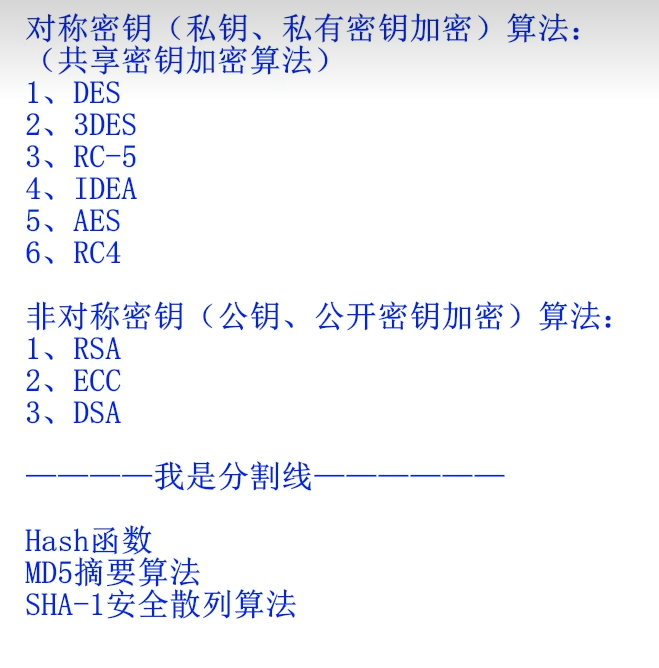 对称密钥（私钥、私有密钥加密）算法：
（共享密钥加密算法）
1、DES
2、3DES
3、RC-5
4、IDEA
5、AES
6、RC4
非对称密钥（公钥、公开密钥加密）算法：
1、RSA
2、ECC
3、DSA
————我是分割线——————
Hash函数
MD5摘要算法
SHA-1安全散列算法